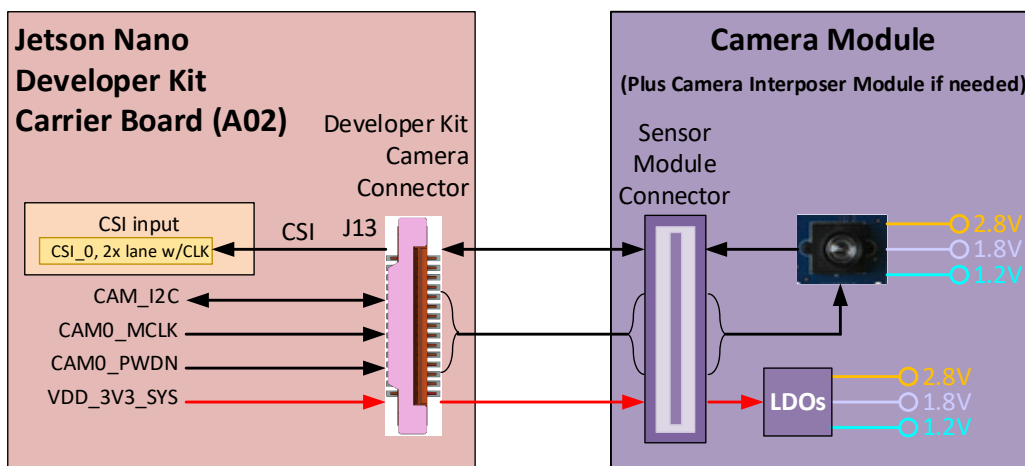 Jetson Nano
Developer Kit
Carrier Board (A02)
Developer Kit
Camera
Connector
CSI input
CSI_0, 2x lane w/CLK
CSI
J13
CAM_I2C
CAM0_MCLK
CAM0_PWDN
VDD_3V3_SYS
Camera Module
(Plus Camera Interposer Module if needed)
Sensor
Module
Connector
2.8V
1.8V
1.2V
LDOs
2.8V
1.8V
1.2V